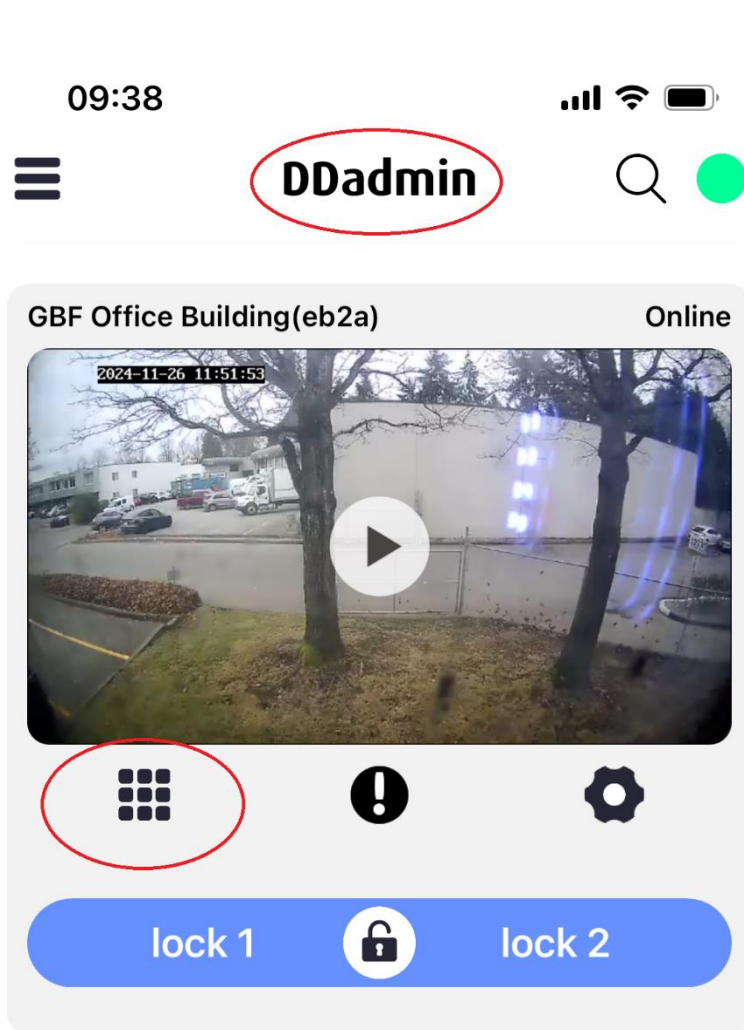 09:38
DDadmin
GBF Office Building(eb2a)
Online
2024-11-26 11:51:53
lock 1
lock 2